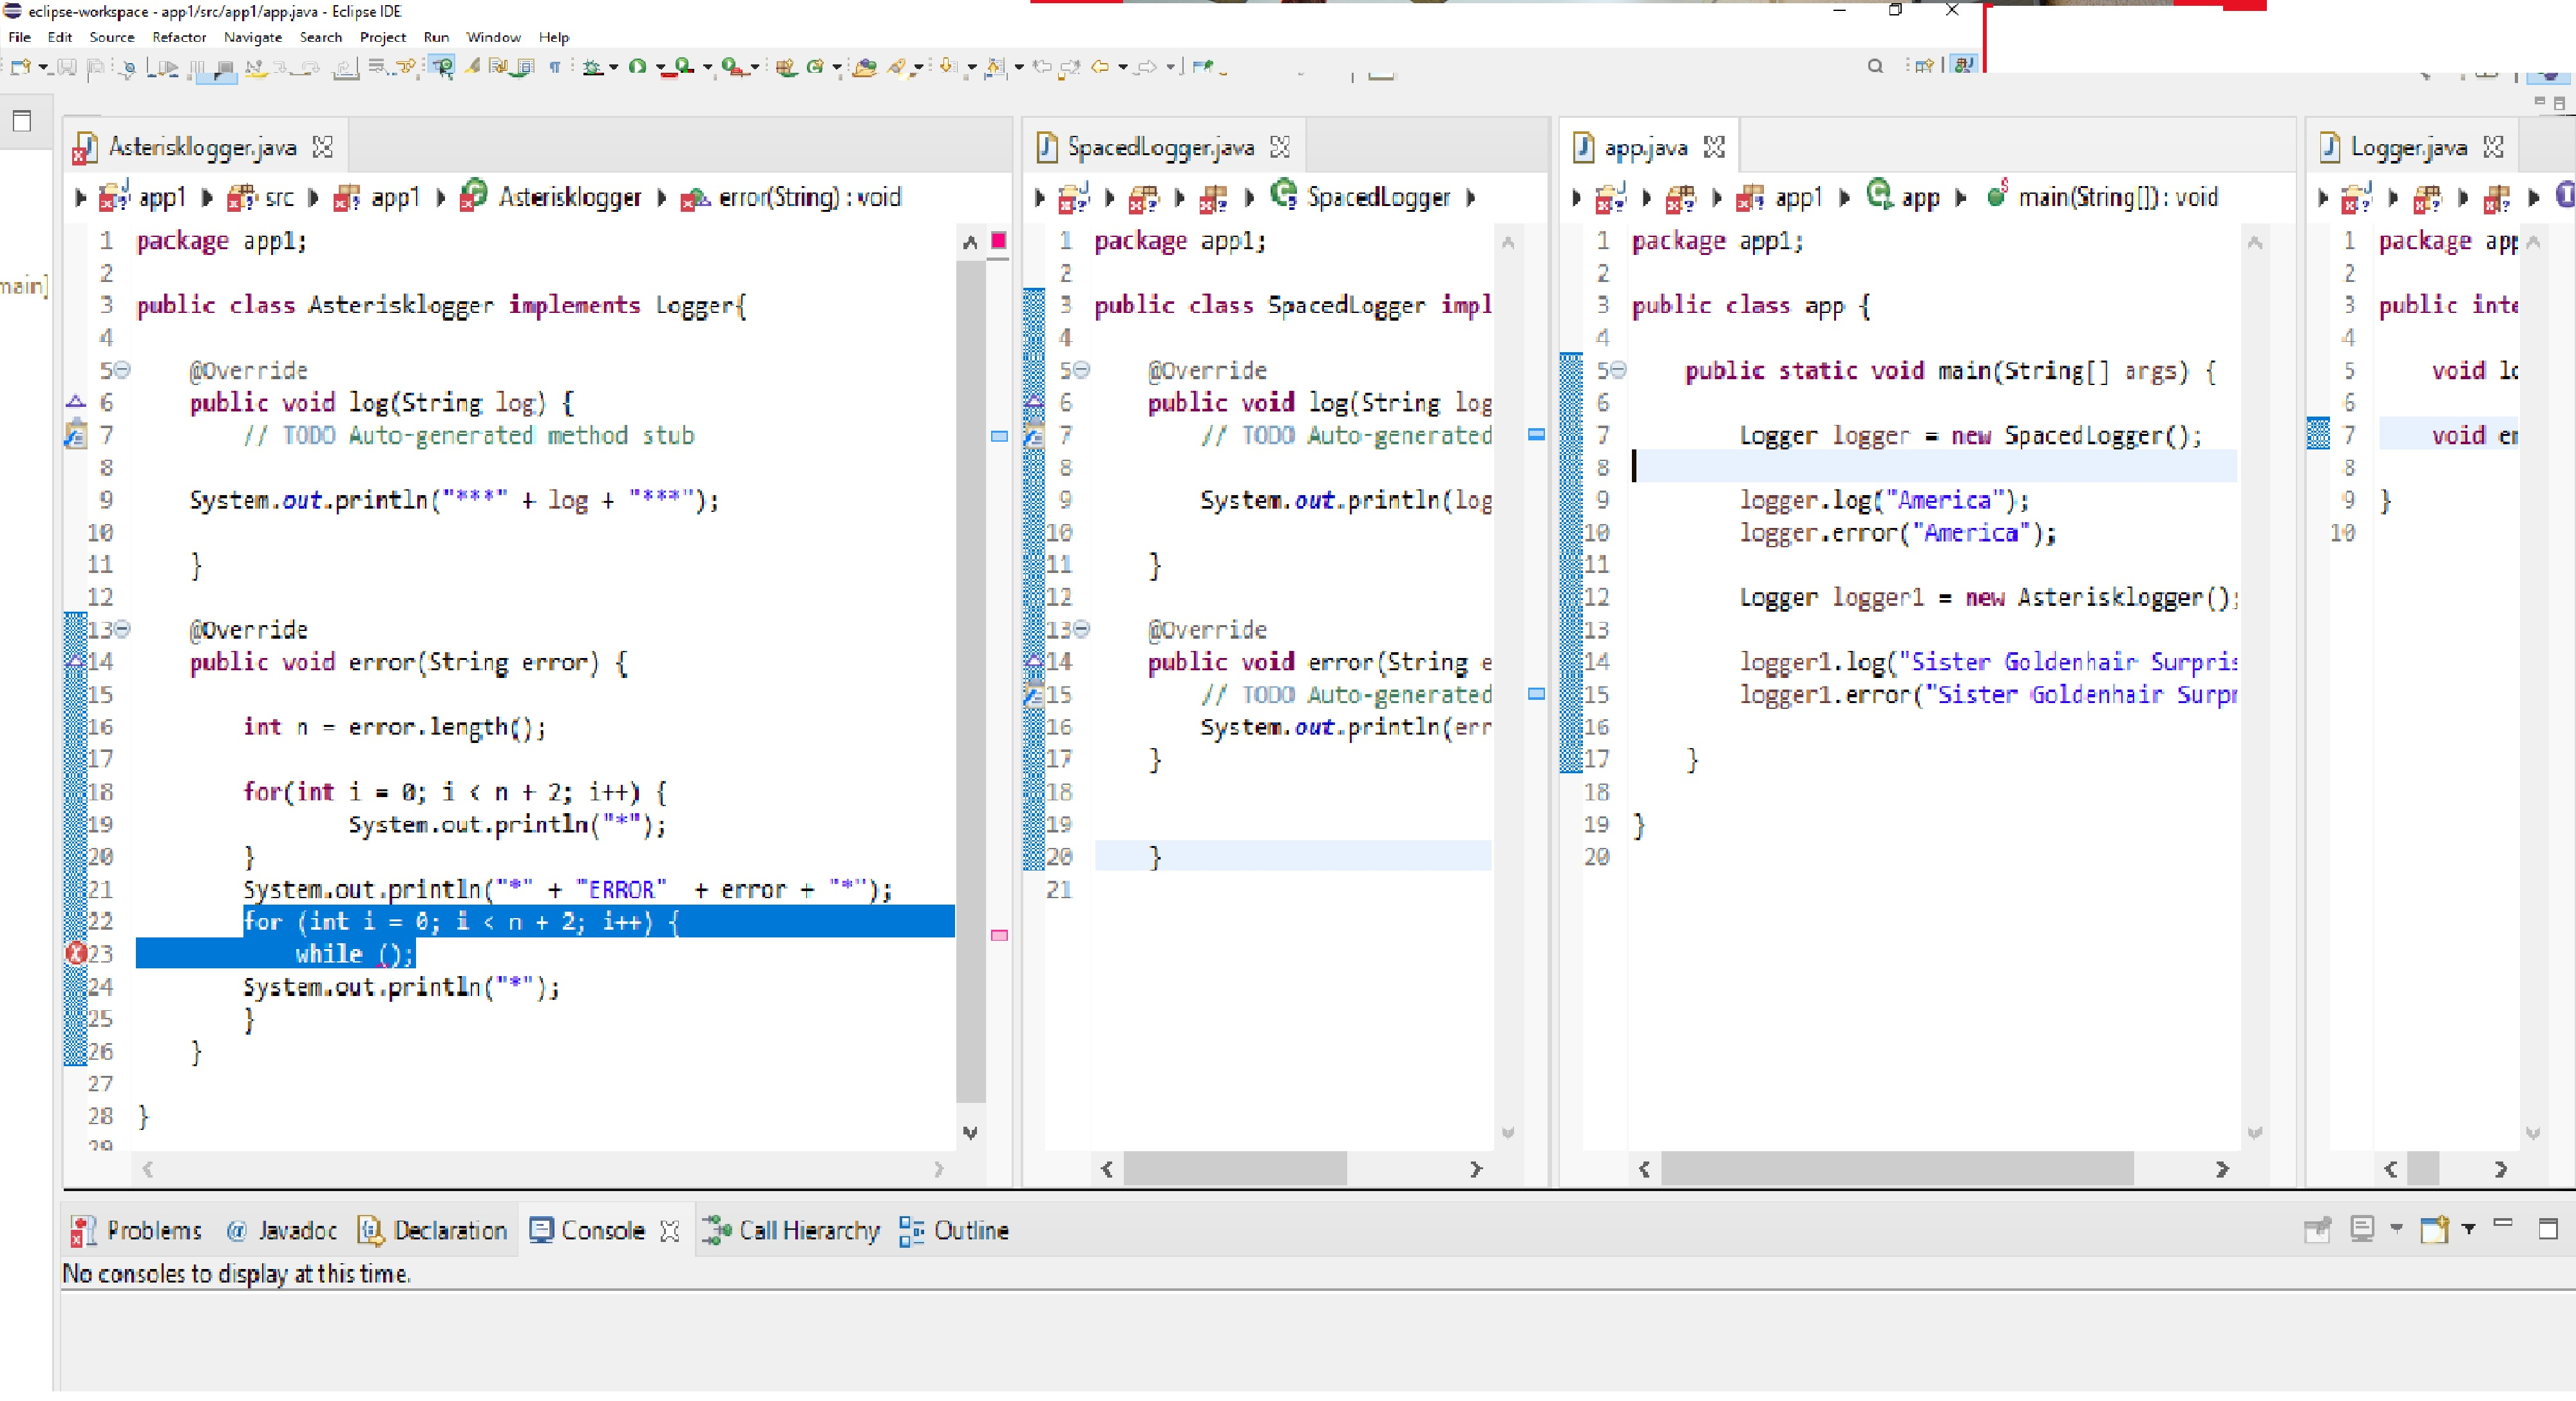 eclipse-workspace - app1/src/app1/app.java - Eclipse IDE
File Edit Source Refactor Navigate Search Project Run Window Help
Asterisklogger.java
app1 src app1 Asterisklogger error(String) : void
main]
1 package app1;
2
3 public class Asterisklogger implements Logger{
4
5 @Override
6 public void log(String log) {
7 // TODO Auto-generated method stub
8
9 System.out.println("***" + log + "***");
10
11 }
12
13 @Override
14 public void error(String error) {
15
16 int n = error.length();
17
18 for(int i = 0; i < n + 2; i++) {
19 System.out.println("*");
20 }
21 System.out.println("*" + "ERROR" + error + "*");
22 for (int i = 0; i < n + 2; i++) {
23 while ();
24 System.out.println("*");
25 }
26 }
27
28 }
29
SpacedLogger.java
SpacedLogger
1 package app1;
2
3 public class SpacedLogger impl
4
5 @Override
6 public void log(String log
7 // TODO Auto-generated
8
9 System.out.println(log
10
11 }
12
13 @Override
14 public void error(String e
15 // TODO Auto-generated
16 System.out.println(err
17 }
18
19
20 }
21
app.java
app1 app main(String[]) : void
1 package app1;
2
3 public class app {
4
5 public static void main(String[] args) {
6
7 Logger logger = new SpacedLogger();
8
9 logger.log("America");
10 logger.error("America");
11
12 Logger logger1 = new Asterisklogger();
13
14 logger1.log("Sister Goldenhair Surpris
15 logger1.error("Sister Goldenhair Surpr
16
17 }
18
19 }
20
Logger.java
1 package app
2
3 public inte
4
5 void lo
6
7 void er
8
9 }
10
Problems Javadoc Declaration Console Call Hierarchy Outline
No consoles to display at this time.